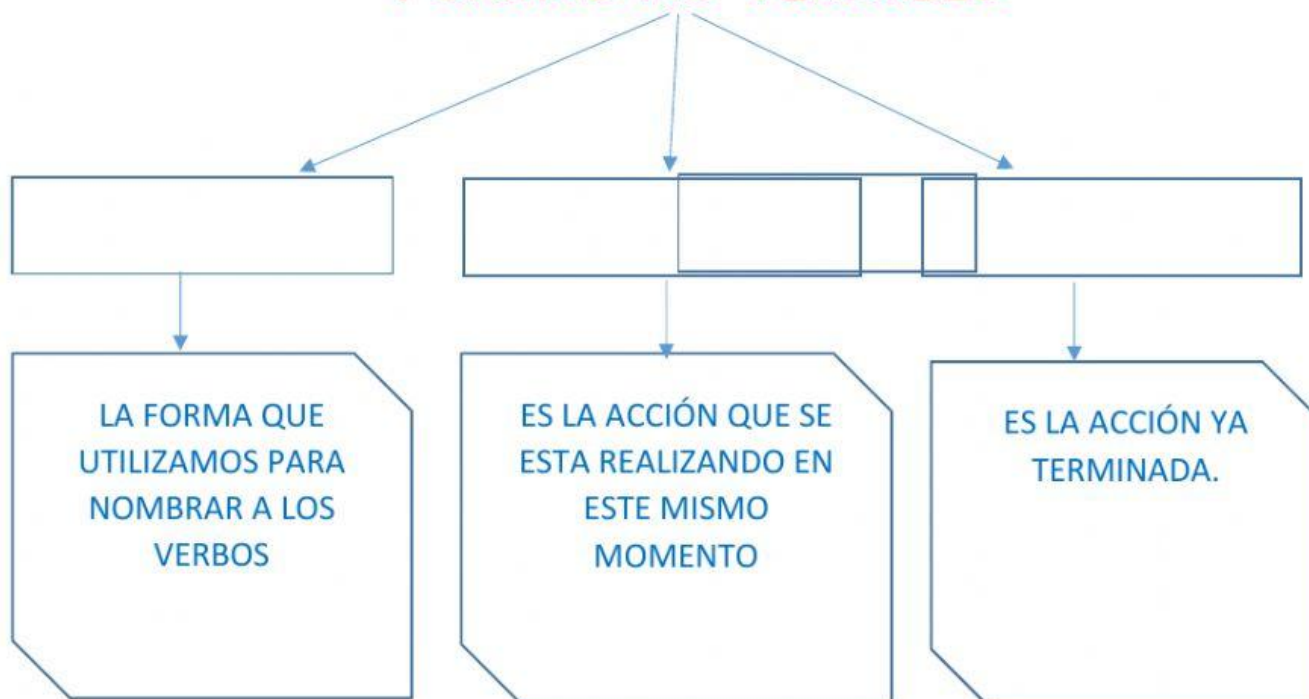 LA FORMA QUE
UTILIZAMOS PARA
NOMBRAR A LOS
VERBOS
ES LA ACCIÓN QUE SE
ESTA REALIZANDO EN
ESTE MISMO
MOMENTO
ES LA ACCIÓN YA
TERMINADA.